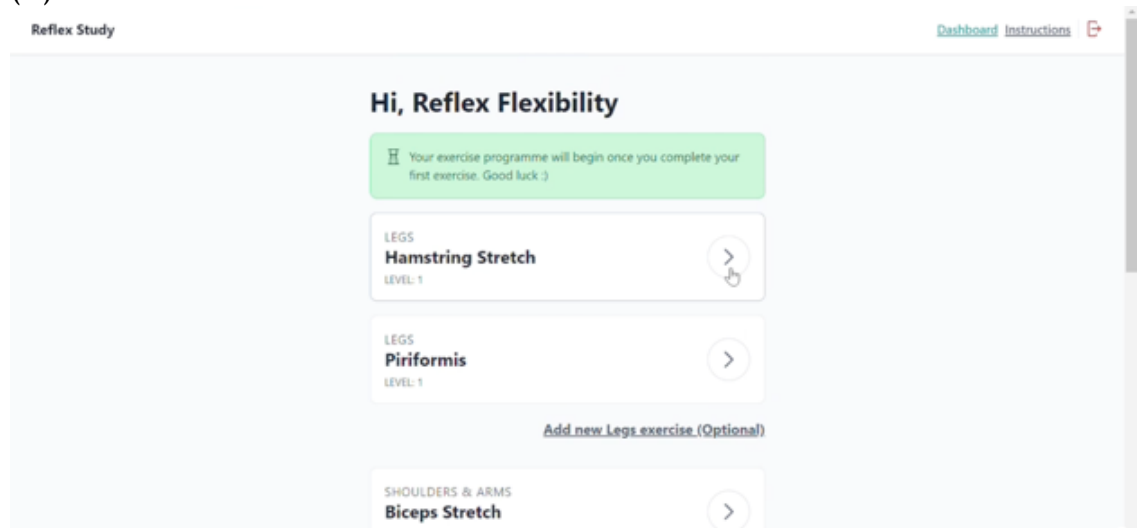 Reflex Study
Dashboard Instructions
Hi, Reflex Flexibility
Your exercise programme will begin once you complete your
first exercise. Good luck :)
LEGS
Hamstring Stretch
LEVEL: 1
LEGS
Piriformis
LEVEL: 1
Add new Legs exercise (Optional)
SHOULDERS & ARMS
Biceps Stretch